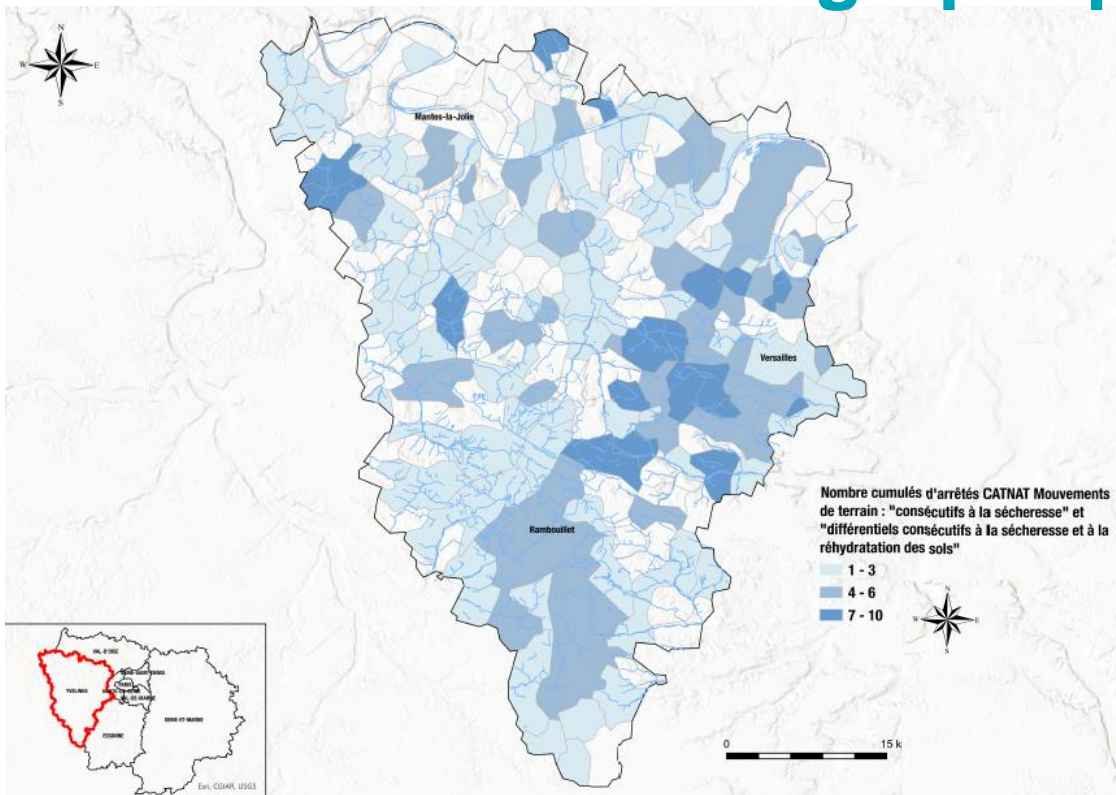 N
W E
S
Mantes-la-Jolie
Versailles
Rambouillet
Nombre cumulés d'arrêtés CATNAT Mouvements
de terrain : "consécutifs à la sécheresse" et
"différentiels consécutifs à la sécheresse et à la
réhydratation des sols"
1 - 3
4 - 6
7 - 10
N
W E
S
VAL-D'OISE
YVELINES
PARIS
SEINE-ET-MARNE
ESSONNE
Esri, CGIAR, USGS
0 15 k